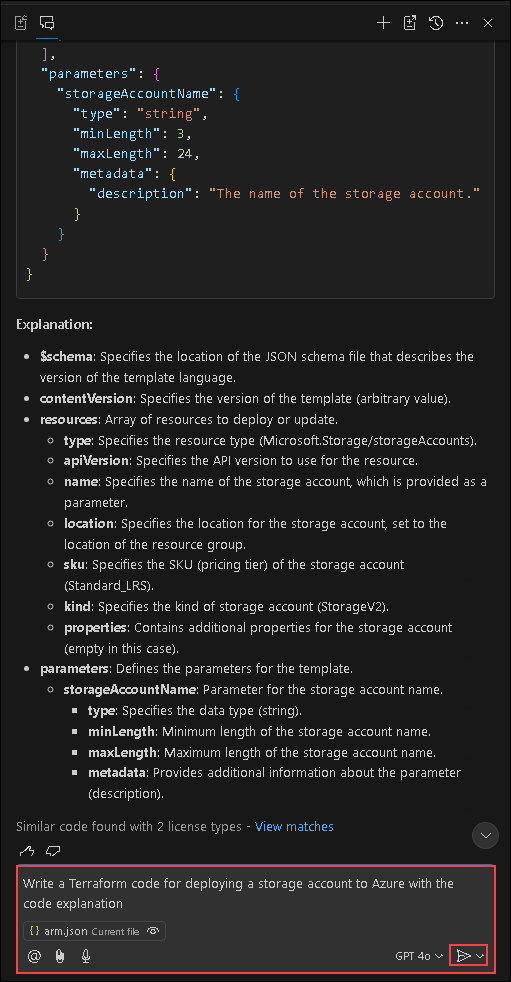 ],
"parameters": {
"storageAccountName": {
"type": "string",
"minLength": 3,
"maxLength": 24,
"metadata": {
"description": "The name of the storage account."
}
}
}
}
Explanation:
• $schema: Specifies the location of the JSON schema file that describes the
version of the template language.
• contentVersion: Specifies the version of the template (arbitrary value).
• resources: Array of resources to deploy or update.
◦ type: Specifies the resource type (Microsoft.Storage/storageAccounts).
◦ apiVersion: Specifies the API version to use for the resource.
◦ name: Specifies the name of the storage account, which is provided as a
parameter.
◦ location: Specifies the location for the storage account, set to the
location of the resource group.
◦ sku: Specifies the SKU (pricing tier) of the storage account
(Standard_LRS).
◦ kind: Specifies the kind of storage account (StorageV2).
◦ properties: Contains additional properties for the storage account
(empty in this case).
• parameters: Defines the parameters for the template.
◦ storageAccountName: Parameter for the storage account name.
▪ type: Specifies the data type (string).
▪ minLength: Minimum length of the storage account name.
▪ maxLength: Maximum length of the storage account name.
▪ metadata: Provides additional information about the parameter
(description).
Similar code found with 2 license types - View matches
Write a Terraform code for deploying a storage account to Azure with the
code explanation
{} arm.json Current file
@ GPT 4o